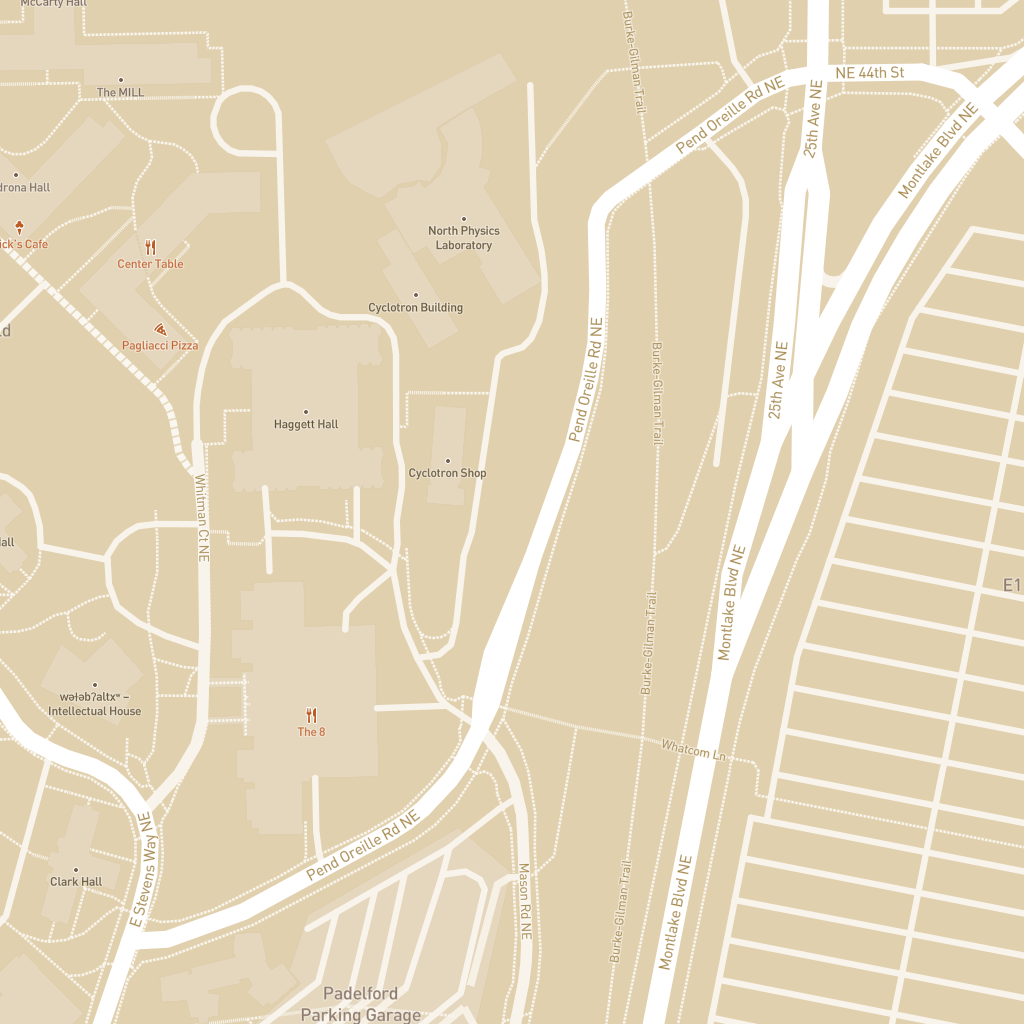 McCarty Hall
The MILL
NE 44th St
Burke-Gilman Trail
Pend Oreille Rd NE
25th Ave NE
Montlake Blvd NE
drona Hall
ick's Cafe
North Physics
Laboratory
Center Table
Cyclotron Building
ld
Pagliacci Pizza
Pend Oreille Rd NE
Burke-Gilman Trail
25th Ave NE
Haggett Hall
Cyclotron Shop
Whitman Ct NE
Hall
E1
Montlake Blvd NE
Burke-Gilman Trail
wəɫəbʔaltxʷ –
Intellectual House
The 8
Whatcom Ln
Pend Oreille Rd NE
E Stevens Way NE
Clark Hall
Mason Rd NE
Burke-Gilman Trail
Montlake Blvd NE
Padelford
Parking Garage